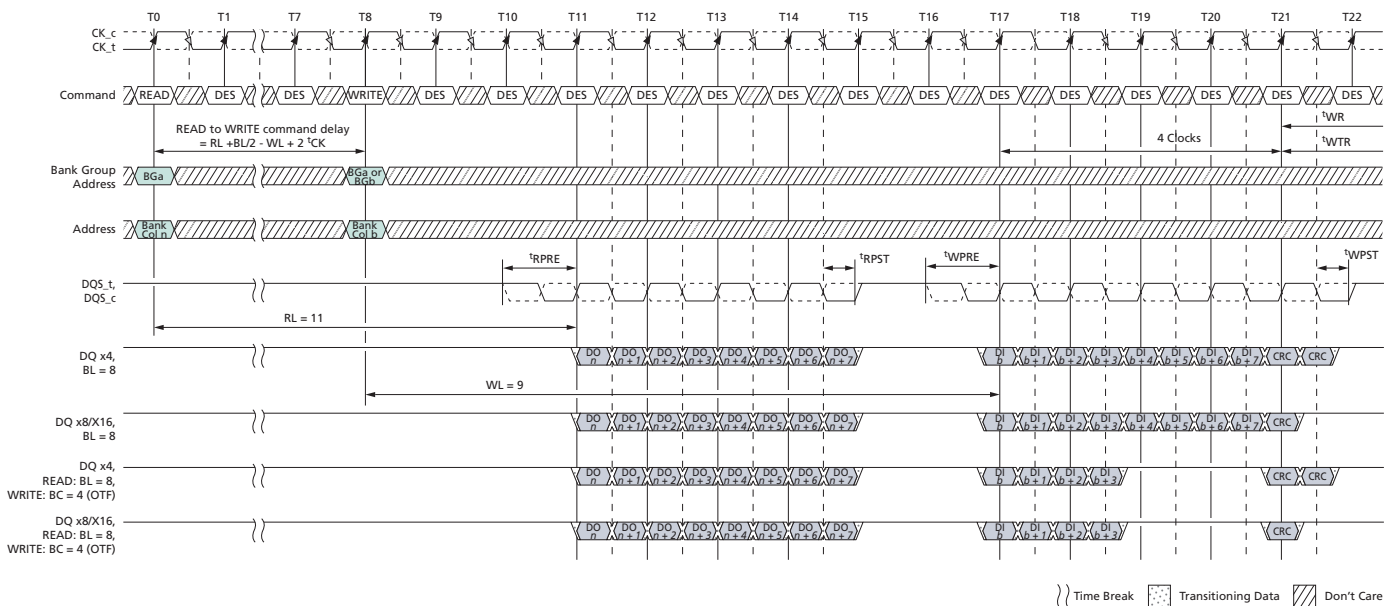 T0 T1 T7 T8 T9 T10 T11 T12 T13 T14 T15 T16 T17 T18 T19 T20 T21 T22
CK_c
CK_t
Command READ DES DES WRITE DES DES DES DES DES DES DES DES DES DES DES DES DES DES
READ to WRITE command delay
= RL +BL/2 - WL + 2 tCK
4 Clocks
tWR
tWTR
Bank Group
Address
BGa
BGa or
BGb
Address
Bank
Col n
Bank
Col b
tRPRE tRPST tWPRE tWPST
DQS_t,
DQS_c
RL = 11
DQ x4,
BL = 8
DO n DO n + 1 DO n + 2 DO n + 3 DO n + 4 DO n + 5 DO n + 6 DO n + 7 DI b DI b + 1 DI b + 2 DI b + 3 DI b + 4 DI b + 5 DI b + 6 DI b + 7 CRC CRC
WL = 9
DQ x8/X16,
BL = 8
DO n DO n + 1 DO n + 2 DO n + 3 DO n + 4 DO n + 5 DO n + 6 DO n + 7 DI b DI b + 1 DI b + 2 DI b + 3 DI b + 4 DI b + 5 DI b + 6 DI b + 7 CRC
DQ x4,
READ: BL = 8,
WRITE: BC = 4 (OTF)
DO n DO n + 1 DO n + 2 DO n + 3 DO n + 4 DO n + 5 DO n + 6 DO n + 7 DI b DI b + 1 DI b + 2 DI b + 3 CRC CRC
DQ x8/X16,
READ: BL = 8,
WRITE: BC = 4 (OTF)
DO n DO n + 1 DO n + 2 DO n + 3 DO n + 4 DO n + 5 DO n + 6 DO n + 7 DI b DI b + 1 DI b + 2 DI b + 3 CRC
Time Break Transitioning Data Don't Care